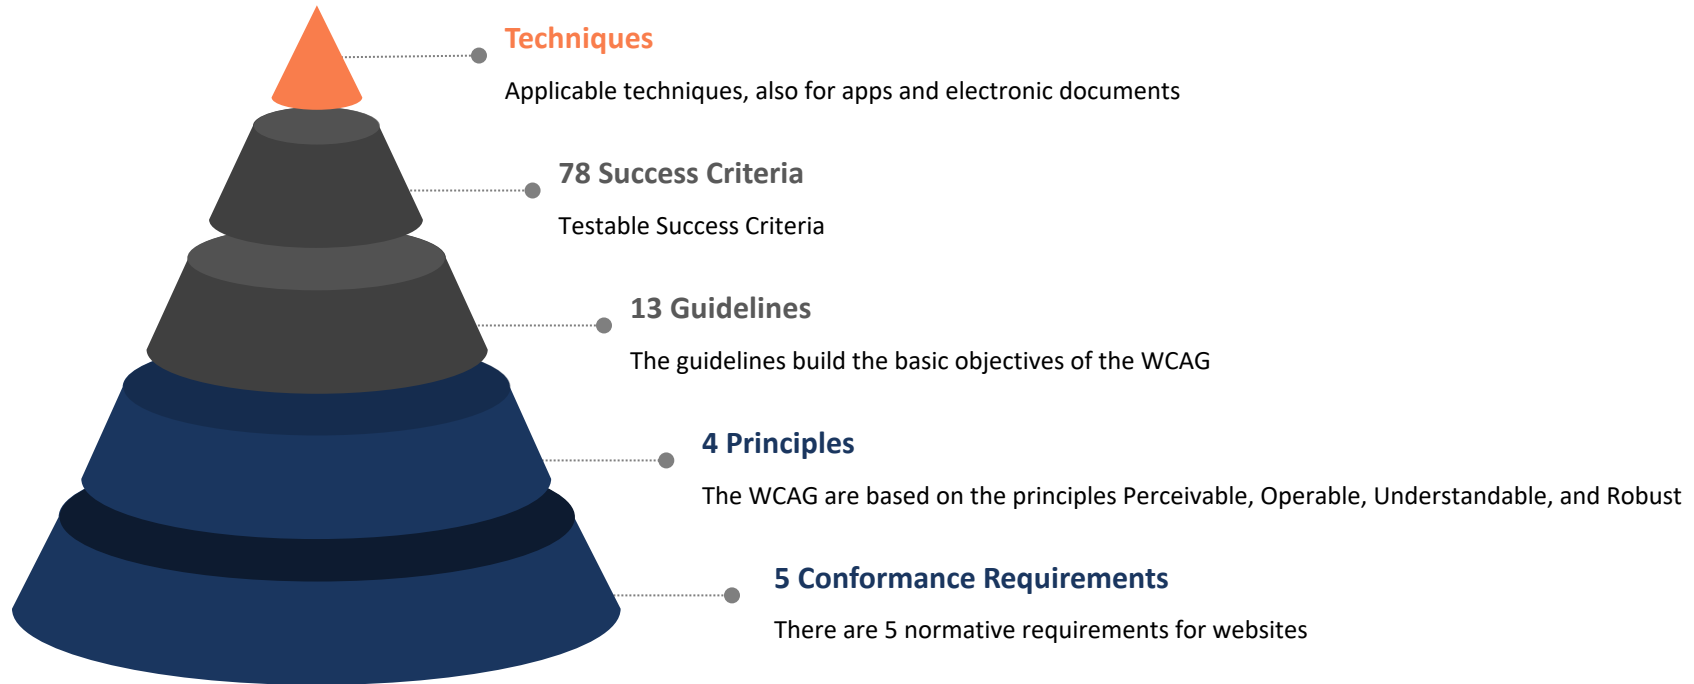 Techniques
Applicable techniques, also for apps and electronic documents
78 Success Criteria
Testable Success Criteria
13 Guidelines
The guidelines build the basic objectives of the WCAG
4 Principles
The WCAG are based on the principles Perceivable, Operable, Understandable, and Robust
5 Conformance Requirements
There are 5 normative requirements for websites